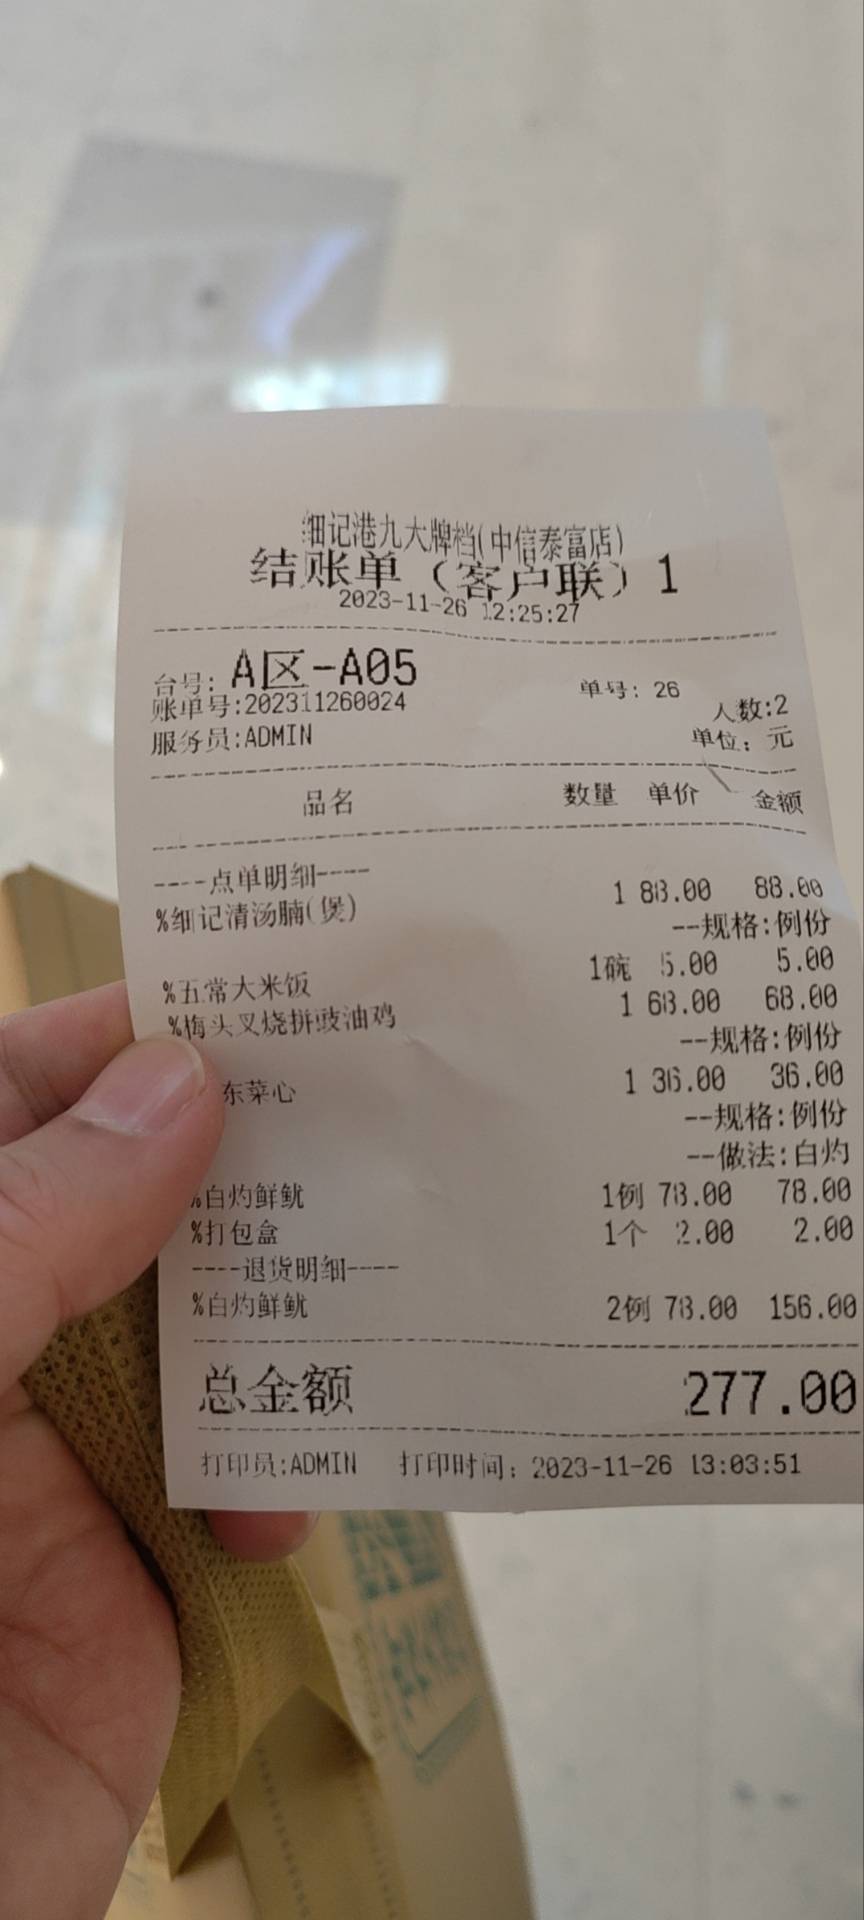 细记港九大牌档(中信泰富店)
结账单(客户联)1
2023-11-26 12:25:27
台号: A区-A05 单号: 26
账单号:202311260024 人数:2
服务员:ADMIN 单位: 元
品名 数量 单价 金额
----点单明细----
%细记清汤腩(煲) 1 88.00 88.00
--规格:例份
%五常大米饭 1碗 5.00 5.00
%梅头叉烧拼豉油鸡 1 68.00 68.00
--规格:例份
东菜心 1 36.00 36.00
--规格:例份
--做法:白灼
%白灼鲜鱿 1例 78.00 78.00
%打包盒 1个 2.00 2.00
----退货明细----
%白灼鲜鱿 2例 78.00 156.00
总金额 277.00
打印员:ADMIN 打印时间: 2023-11-26 13:03:51